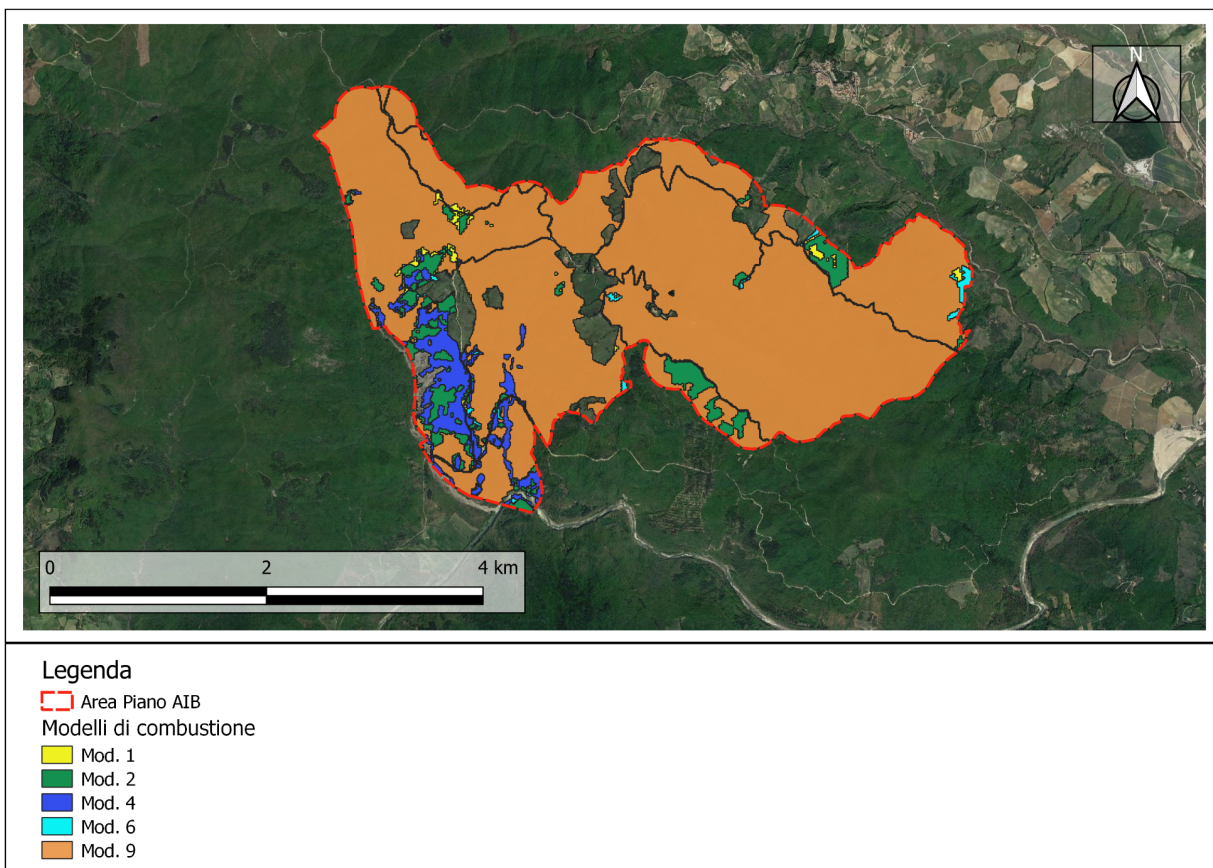 N
0 2 4 km
Legenda
Area Piano AIB
Modelli di combustione
Mod. 1
Mod. 2
Mod. 4
Mod. 6
Mod. 9